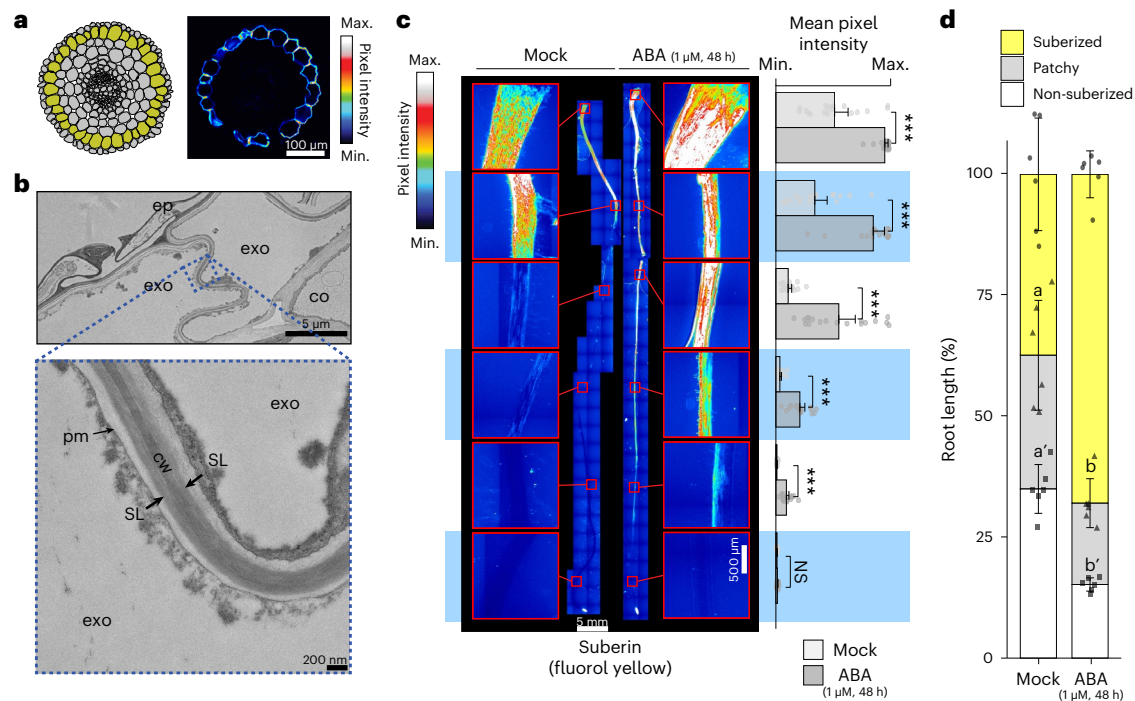 a
Max.
Pixel intensity
Min.
100 µm
b
ep
exo
exo
co
5 µm
exo
pm
cw
SL
SL
exo
200 nm
c
Mock
ABA (1 µM, 48 h)
Max.
Pixel intensity
Min.
500 µm
5 mm
Suberin
(fluorol yellow)
Mean pixel
intensity
Min.
Max.
***
***
***
***
***
NS
Mock
ABA
(1 µM, 48 h)
d
Suberized
Patchy
Non-suberized
Root length (%)
100
75
50
25
0
a
a′
b
b′
Mock
ABA
(1 µM, 48 h)